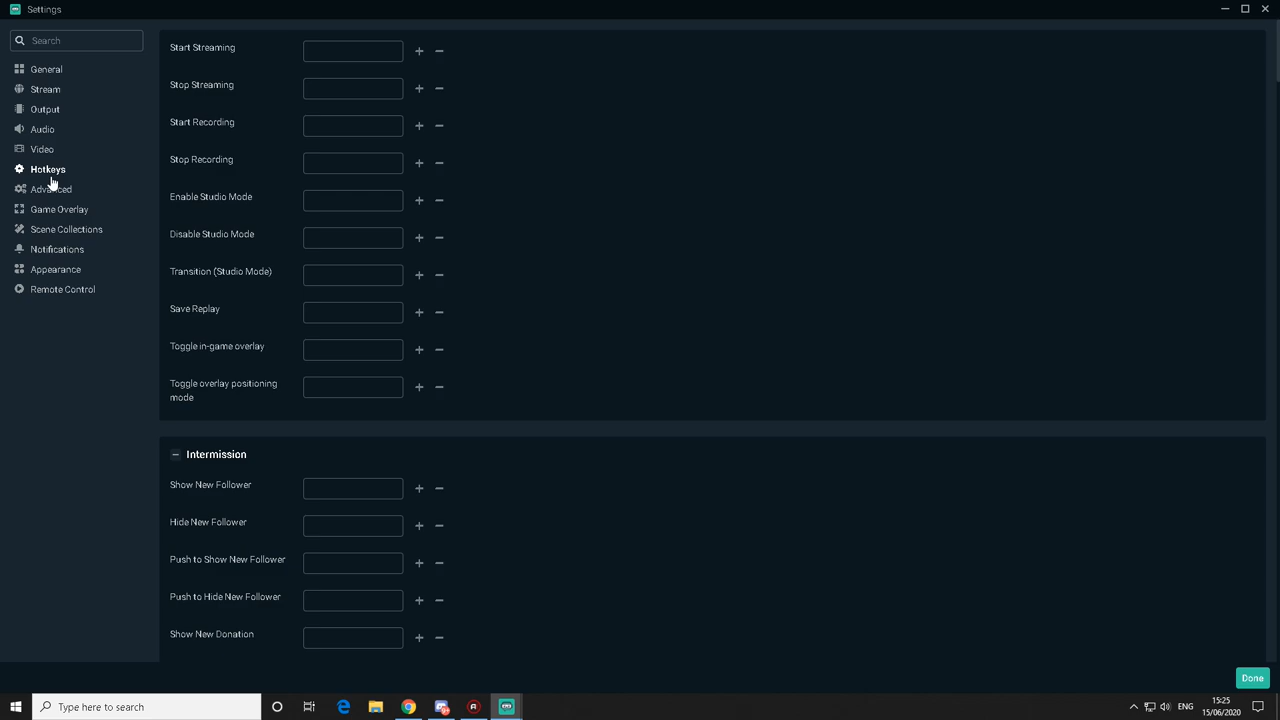 Settings
Search
General
Stream
Output
Audio
Video
Hotkeys
Advanced
Game Overlay
Scene Collections
Notifications
Appearance
Remote Control
Start Streaming
Stop Streaming
Start Recording
Stop Recording
Enable Studio Mode
Disable Studio Mode
Transition (Studio Mode)
Save Replay
Toggle in-game overlay
Toggle overlay positioning
mode
Intermission
Show New Follower
Hide New Follower
Push to Show New Follower
Push to Hide New Follower
Show New Donation
Done
Type here to search
ENG
15:25
15/06/2020